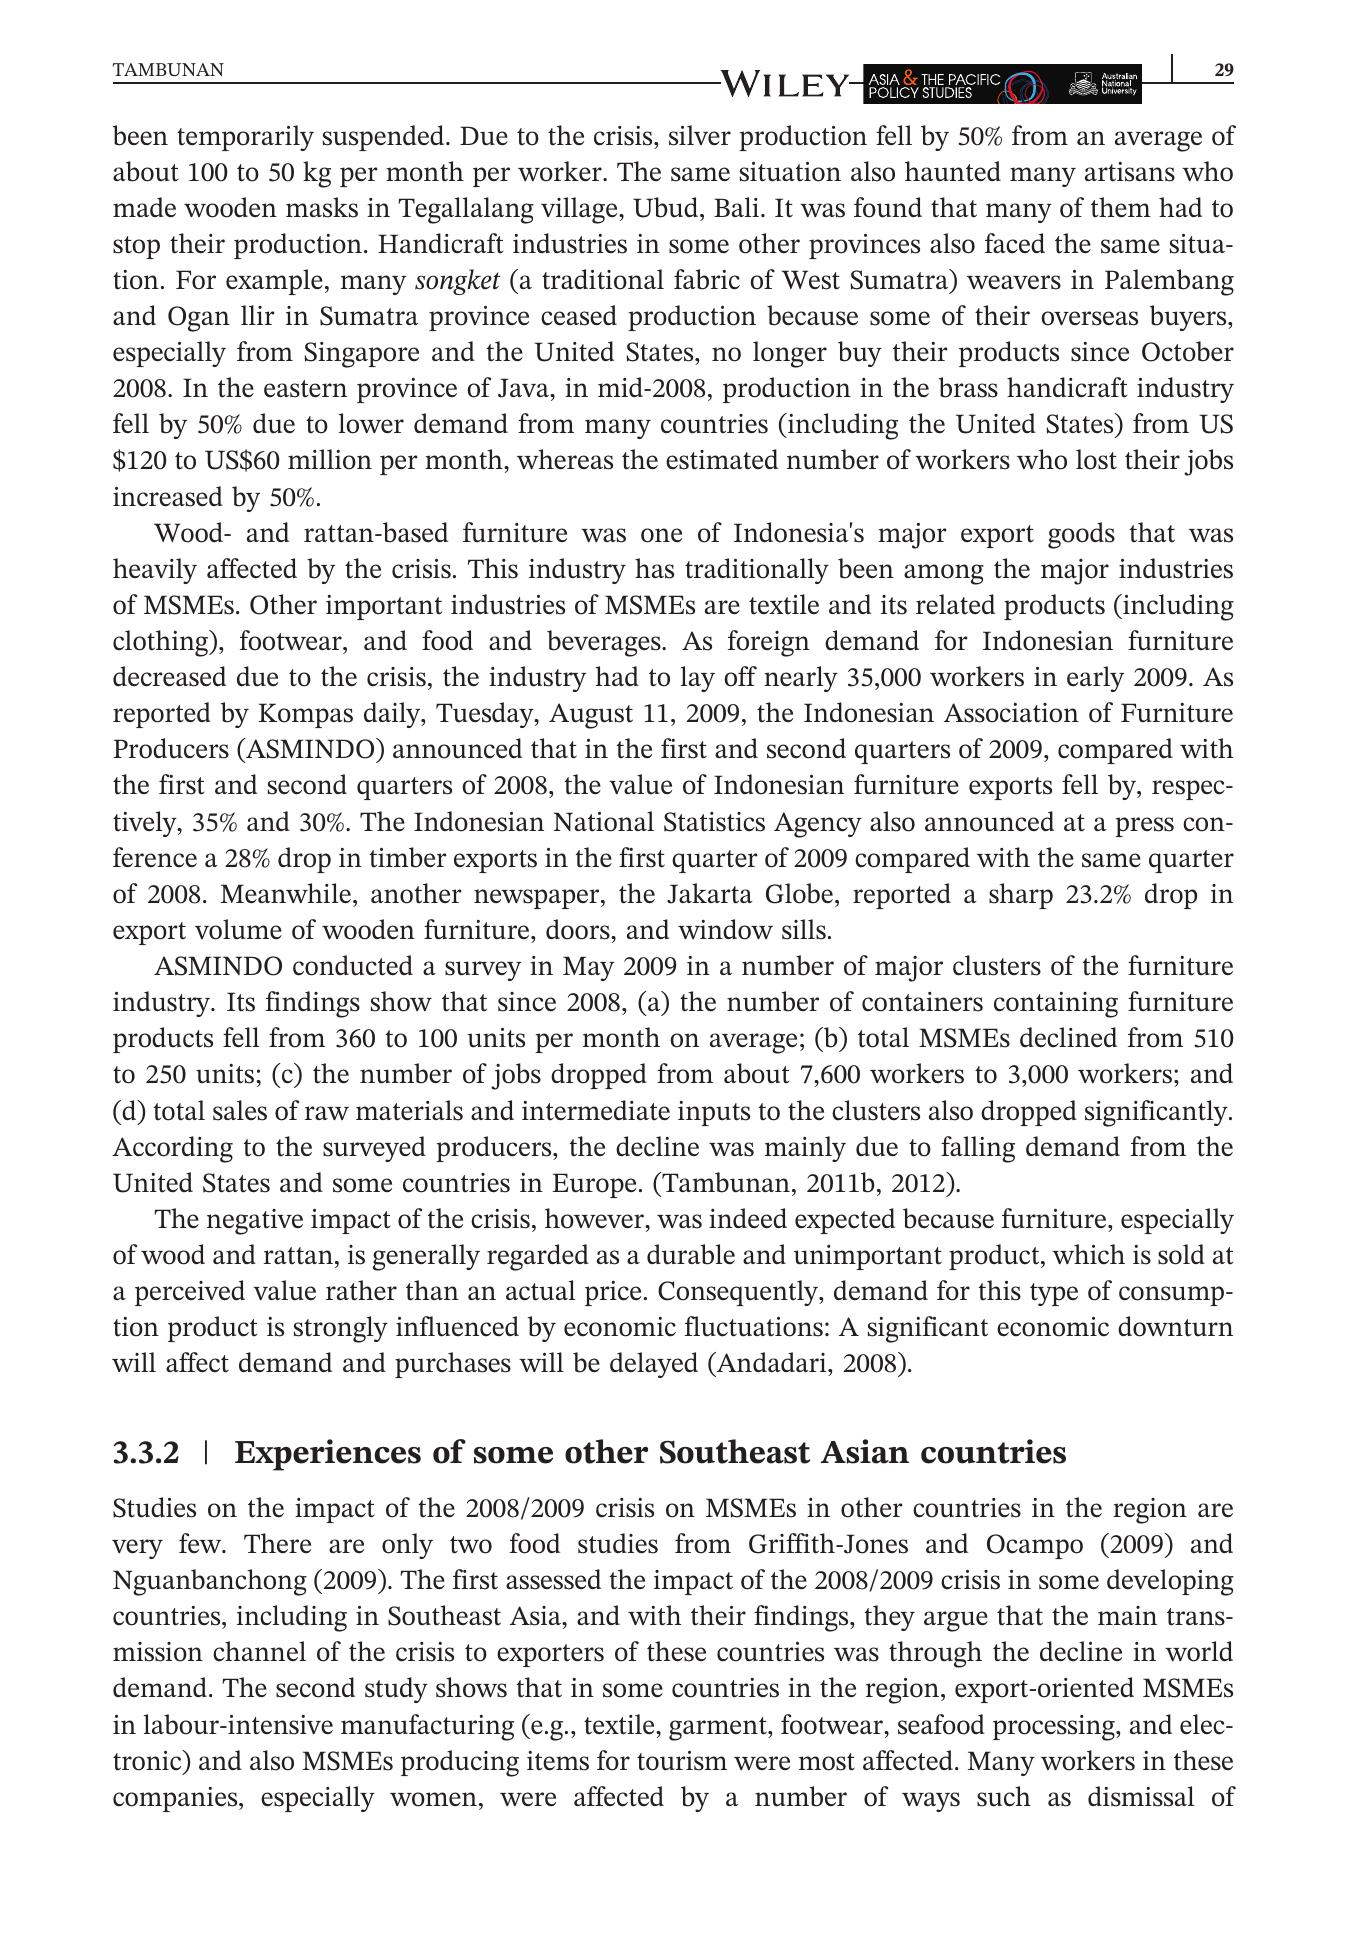 TAMBUNAN
WILEY
ASIA & THE PACIFIC
POLICY STUDIES
Australian
National
University
29
been temporarily suspended. Due to the crisis, silver production fell by 50% from an average of
about 100 to 50 kg per month per worker. The same situation also haunted many artisans who
made wooden masks in Tegallalang village, Ubud, Bali. It was found that many of them had to
stop their production. Handicraft industries in some other provinces also faced the same situa-
tion. For example, many songket (a traditional fabric of West Sumatra) weavers in Palembang
and Ogan llir in Sumatra province ceased production because some of their overseas buyers,
especially from Singapore and the United States, no longer buy their products since October
2008. In the eastern province of Java, in mid-2008, production in the brass handicraft industry
fell by 50% due to lower demand from many countries (including the United States) from US
$120 to US$60 million per month, whereas the estimated number of workers who lost their jobs
increased by 50%.
Wood- and rattan-based furniture was one of Indonesia's major export goods that was
heavily affected by the crisis. This industry has traditionally been among the major industries
of MSMEs. Other important industries of MSMEs are textile and its related products (including
clothing), footwear, and food and beverages. As foreign demand for Indonesian furniture
decreased due to the crisis, the industry had to lay off nearly 35,000 workers in early 2009. As
reported by Kompas daily, Tuesday, August 11, 2009, the Indonesian Association of Furniture
Producers (ASMINDO) announced that in the first and second quarters of 2009, compared with
the first and second quarters of 2008, the value of Indonesian furniture exports fell by, respec-
tively, 35% and 30%. The Indonesian National Statistics Agency also announced at a press con-
ference a 28% drop in timber exports in the first quarter of 2009 compared with the same quarter
of 2008. Meanwhile, another newspaper, the Jakarta Globe, reported a sharp 23.2% drop in
export volume of wooden furniture, doors, and window sills.
ASMINDO conducted a survey in May 2009 in a number of major clusters of the furniture
industry. Its findings show that since 2008, (a) the number of containers containing furniture
products fell from 360 to 100 units per month on average; (b) total MSMEs declined from 510
to 250 units; (c) the number of jobs dropped from about 7,600 workers to 3,000 workers; and
(d) total sales of raw materials and intermediate inputs to the clusters also dropped significantly.
According to the surveyed producers, the decline was mainly due to falling demand from the
United States and some countries in Europe. (Tambunan, 2011b, 2012).
The negative impact of the crisis, however, was indeed expected because furniture, especially
of wood and rattan, is generally regarded as a durable and unimportant product, which is sold at
a perceived value rather than an actual price. Consequently, demand for this type of consump-
tion product is strongly influenced by economic fluctuations: A significant economic downturn
will affect demand and purchases will be delayed (Andadari, 2008).
3.3.2 | Experiences of some other Southeast Asian countries
Studies on the impact of the 2008/2009 crisis on MSMEs in other countries in the region are
very few. There are only two food studies from Griffith-Jones and Ocampo (2009) and
Nguanbanchong (2009). The first assessed the impact of the 2008/2009 crisis in some developing
countries, including in Southeast Asia, and with their findings, they argue that the main trans-
mission channel of the crisis to exporters of these countries was through the decline in world
demand. The second study shows that in some countries in the region, export-oriented MSMEs
in labour-intensive manufacturing (e.g., textile, garment, footwear, seafood processing, and elec-
tronic) and also MSMEs producing items for tourism were most affected. Many workers in these
companies, especially women, were affected by a number of ways such as dismissal of